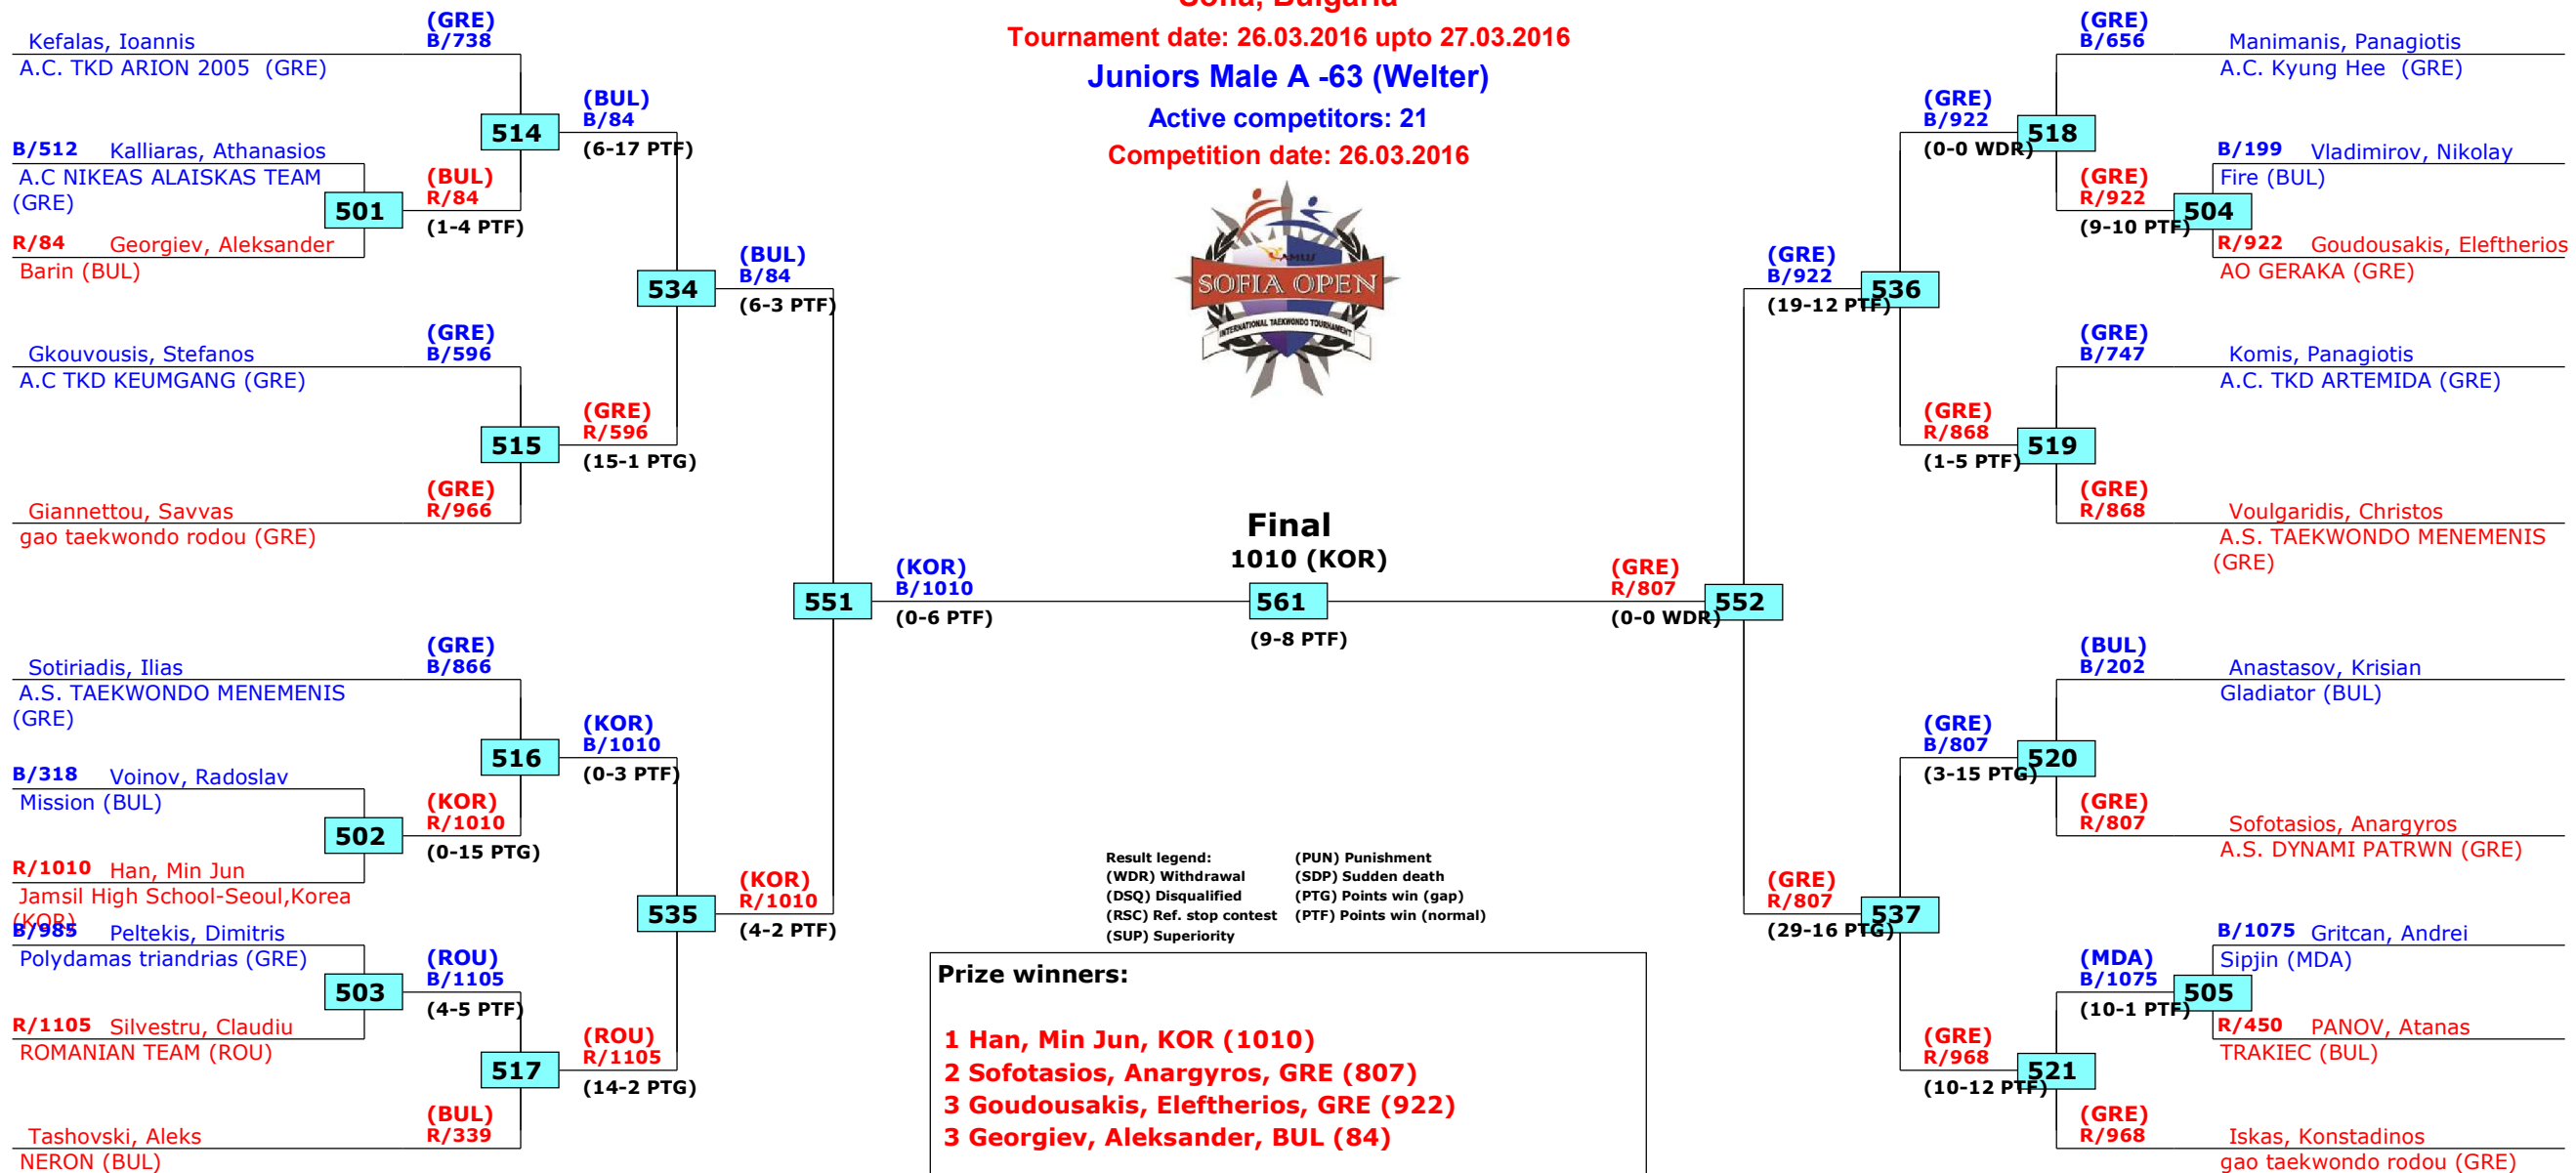 Sofia, Bulgaria
Tournament date: 26.03.2016 upto 27.03.2016
Juniors Male A -63 (Welter)
Active competitors: 21
Competition date: 26.03.2016
SOFIA OPEN
INTERNATIONAL TAEKWONDO TOURNAMENT
(GRE)
B/738
Kefalas, Ioannis
A.C. TKD ARION 2005 (GRE)
514
(BUL)
B/84
(6-17 PTF)
B/512 Kalliaras, Athanasios
A.C NIKEAS ALAISKAS TEAM
(GRE)
501
(BUL)
R/84
(1-4 PTF)
R/84 Georgiev, Aleksander
Barin (BUL)
534
(BUL)
B/84
(6-3 PTF)
(GRE)
B/596
Gkouvousis, Stefanos
A.C TKD KEUMGANG (GRE)
515
(GRE)
R/596
(15-1 PTG)
(GRE)
R/966
Giannettou, Savvas
gao taekwondo rodou (GRE)
551
(KOR)
B/1010
(0-6 PTF)
(GRE)
B/866
Sotiriadis, Ilias
A.S. TAEKWONDO MENEMENIS
(GRE)
516
(KOR)
B/1010
(0-3 PTF)
B/318 Voinov, Radoslav
Mission (BUL)
502
(KOR)
R/1010
(0-15 PTG)
R/1010 Han, Min Jun
Jamsil High School-Seoul,Korea
(KOR)
535
(KOR)
R/1010
(4-2 PTF)
B/985 Peltekis, Dimitris
Polydamas triandrias (GRE)
503
(ROU)
B/1105
(4-5 PTF)
R/1105 Silvestru, Claudiu
ROMANIAN TEAM (ROU)
517
(ROU)
R/1105
(14-2 PTG)
(BUL)
R/339
Tashovski, Aleks
NERON (BUL)
Final
1010 (KOR)
561
(9-8 PTF)
(GRE)
R/807
(0-0 WDR)
552
(GRE)
B/656
Manimanis, Panagiotis
A.C. Kyung Hee (GRE)
(GRE)
B/922
(0-0 WDR)
518
B/199 Vladimirov, Nikolay
Fire (BUL)
(GRE)
R/922
(9-10 PTF)
504
R/922 Goudousakis, Eleftherios
AO GERAKA (GRE)
(GRE)
B/922
(19-12 PTF)
536
(GRE)
B/747
Komis, Panagiotis
A.C. TKD ARTEMIDA (GRE)
(GRE)
R/868
(1-5 PTF)
519
(GRE)
R/868
Voulgaridis, Christos
A.S. TAEKWONDO MENEMENIS
(GRE)
(BUL)
B/202
Anastasov, Krisian
Gladiator (BUL)
(GRE)
B/807
(3-15 PTG)
520
(GRE)
R/807
Sofotasios, Anargyros
A.S. DYNAMI PATRWN (GRE)
(GRE)
R/807
(29-16 PTG)
537
B/1075 Gritcan, Andrei
Sipjin (MDA)
(MDA)
B/1075
(10-1 PTF)
505
R/450 PANOV, Atanas
TRAKIEC (BUL)
(GRE)
R/968
(10-12 PTF)
521
(GRE)
R/968
Iskas, Konstadinos
gao taekwondo rodou (GRE)
Result legend: (PUN) Punishment
(WDR) Withdrawal (SDP) Sudden death
(DSQ) Disqualified (PTG) Points win (gap)
(RSC) Ref. stop contest (PTF) Points win (normal)
(SUP) Superiority
Prize winners:
1 Han, Min Jun, KOR (1010)
2 Sofotasios, Anargyros, GRE (807)
3 Goudousakis, Eleftherios, GRE (922)
3 Georgiev, Aleksander, BUL (84)